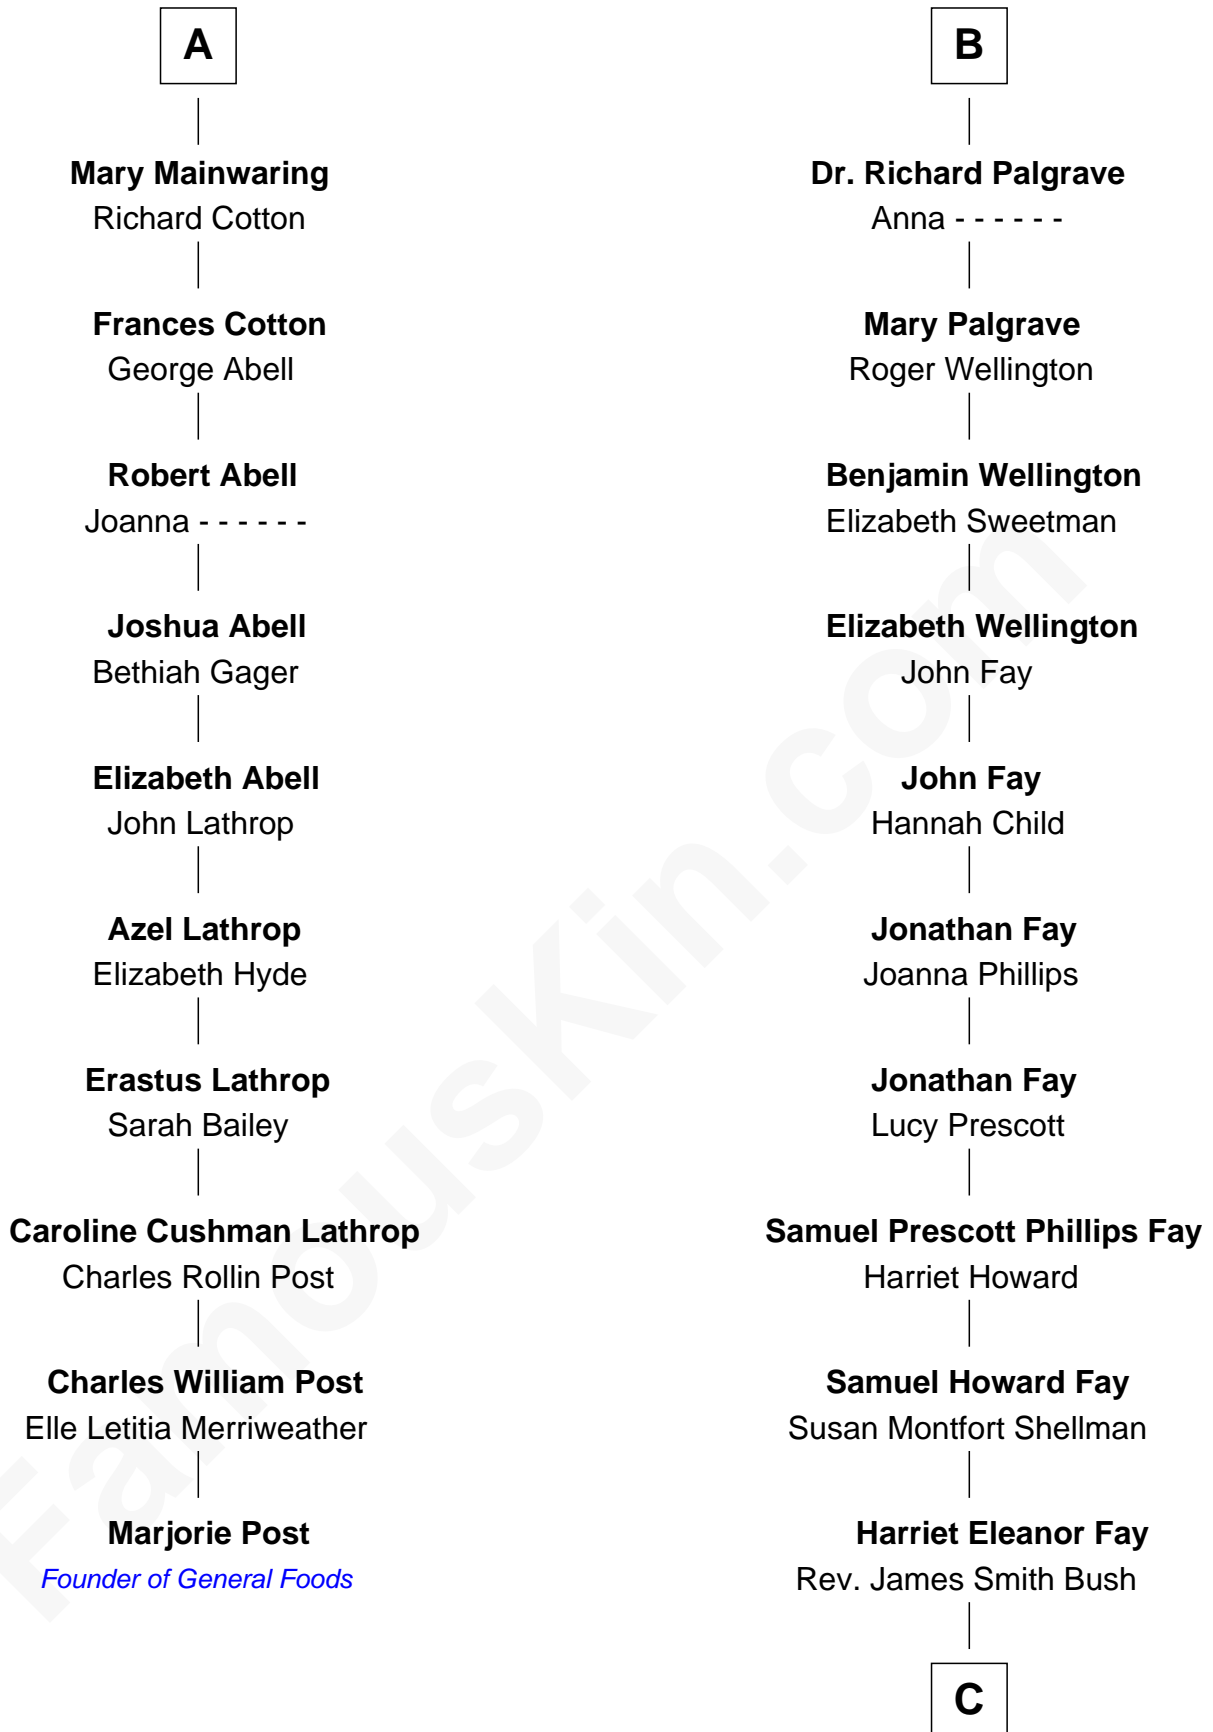 A
Mary Mainwaring
Richard Cotton
Frances Cotton
George Abell
Robert Abell
Joanna - - - - - -
Joshua Abell
Bethiah Gager
Elizabeth Abell
John Lathrop
Azel Lathrop
Elizabeth Hyde
Erastus Lathrop
Sarah Bailey
Caroline Cushman Lathrop
Charles Rollin Post
Charles William Post
Elle Letitia Merriweather
Marjorie Post
Founder of General Foods
B
Dr. Richard Palgrave
Anna - - - - - -
Mary Palgrave
Roger Wellington
Benjamin Wellington
Elizabeth Sweetman
Elizabeth Wellington
John Fay
John Fay
Hannah Child
Jonathan Fay
Joanna Phillips
Jonathan Fay
Lucy Prescott
Samuel Prescott Phillips Fay
Harriet Howard
Samuel Howard Fay
Susan Montfort Shellman
Harriet Eleanor Fay
Rev. James Smith Bush
C
FamousKin.com